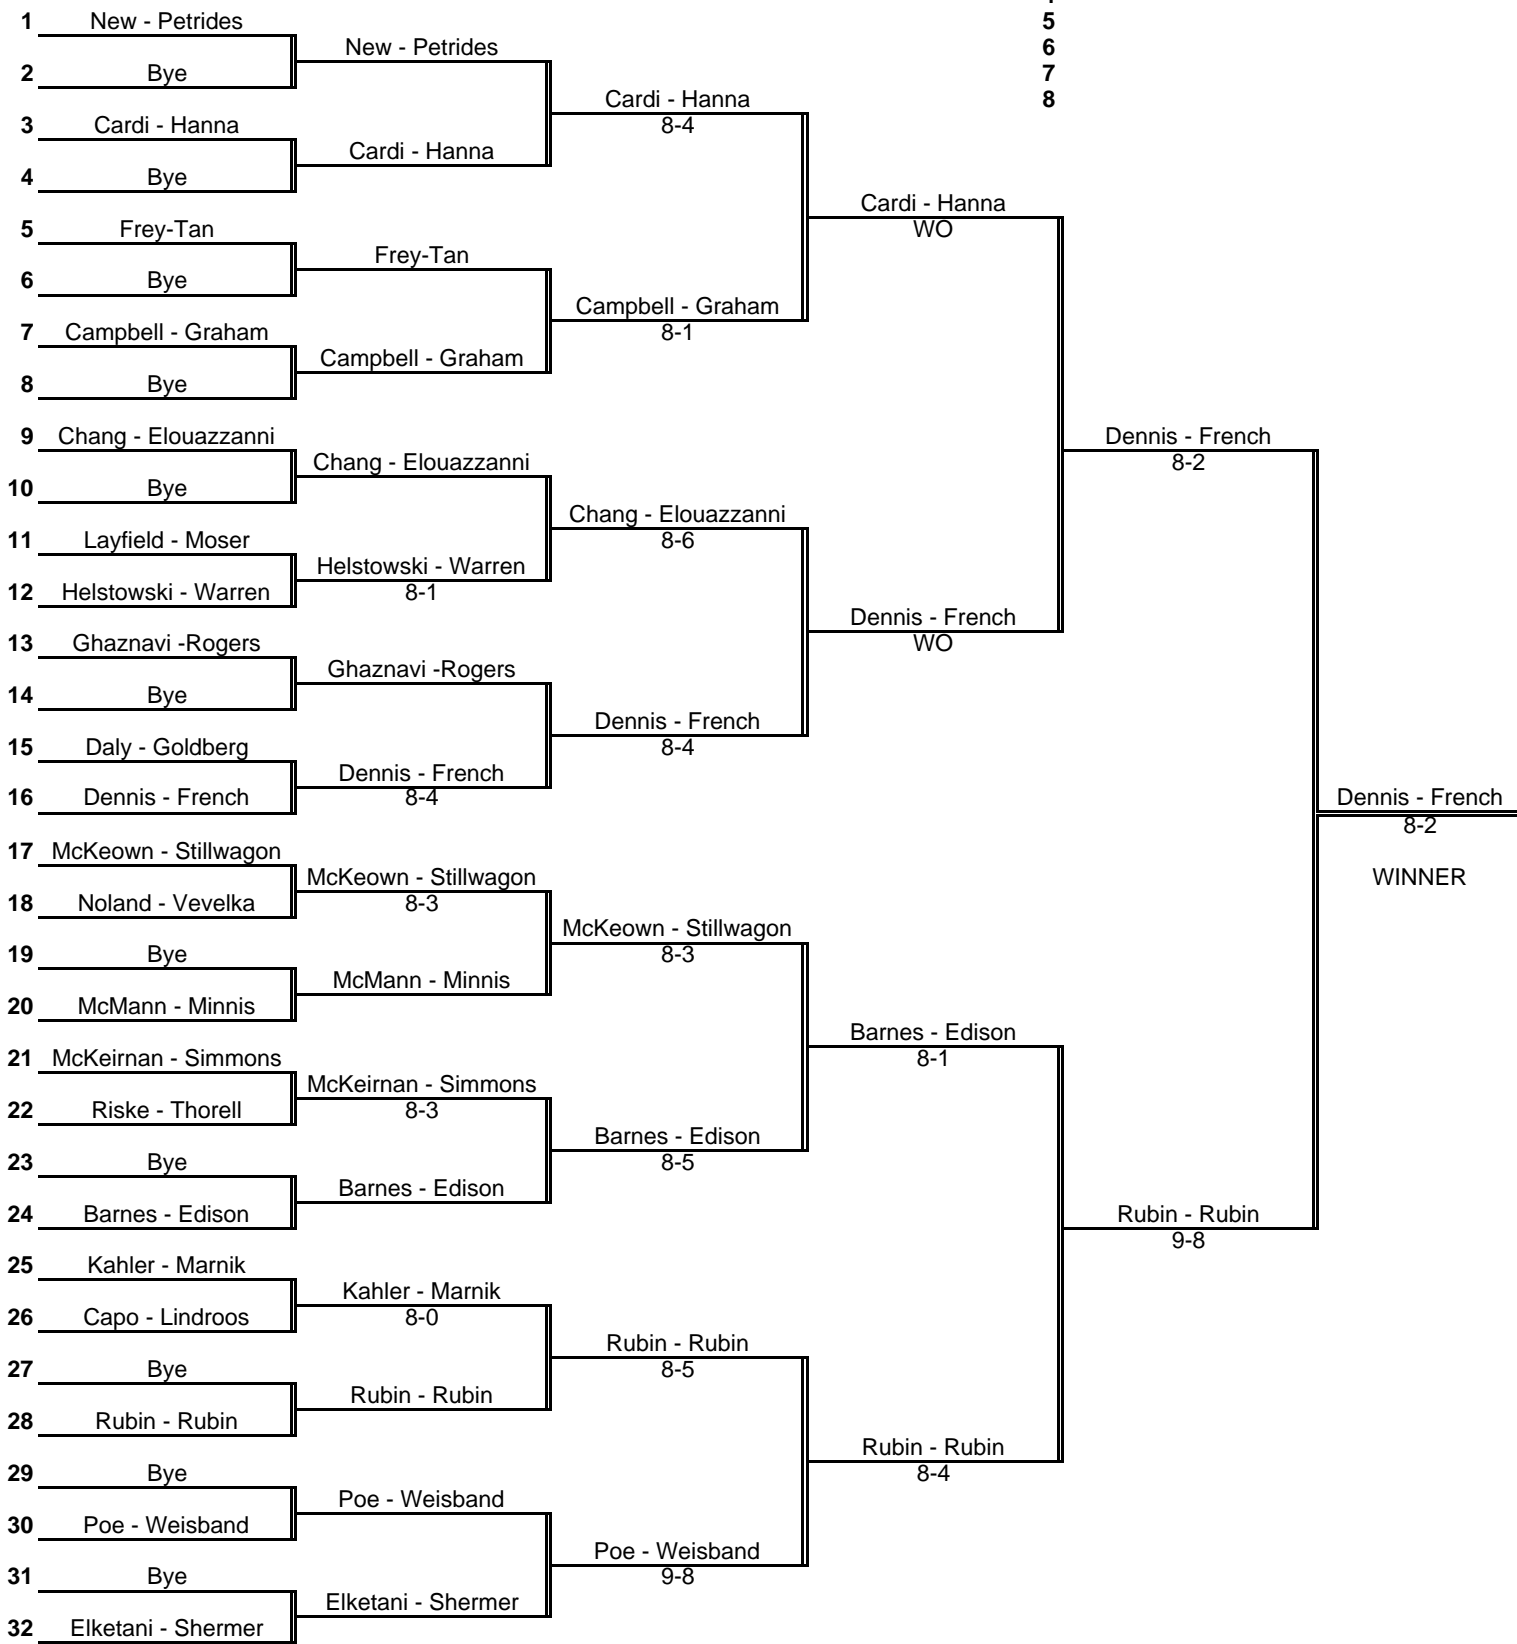 5
6
7
8
1 New - Petrides
2 Bye
3 Cardi - Hanna
4 Bye
5 Frey-Tan
6 Bye
7 Campbell - Graham
8 Bye
9 Chang - Elouazzanni
10 Bye
11 Layfield - Moser
12 Helstowski - Warren
13 Ghaznavi -Rogers
14 Bye
15 Daly - Goldberg
16 Dennis - French
17 McKeown - Stillwagon
18 Noland - Vevelka
19 Bye
20 McMann - Minnis
21 McKeirnan - Simmons
22 Riske - Thorell
23 Bye
24 Barnes - Edison
25 Kahler - Marnik
26 Capo - Lindroos
27 Bye
28 Rubin - Rubin
29 Bye
30 Poe - Weisband
31 Bye
32 Elketani - Shermer
New - Petrides
Cardi - Hanna
Frey-Tan
Campbell - Graham
Chang - Elouazzanni
Helstowski - Warren
8-1
Ghaznavi -Rogers
Dennis - French
8-4
McKeown - Stillwagon
8-3
McMann - Minnis
McKeirnan - Simmons
8-3
Barnes - Edison
Kahler - Marnik
8-0
Rubin - Rubin
Poe - Weisband
Elketani - Shermer
Cardi - Hanna
8-4
Campbell - Graham
8-1
Chang - Elouazzanni
8-6
Dennis - French
8-4
McKeown - Stillwagon
8-3
Barnes - Edison
8-5
Rubin - Rubin
8-5
Poe - Weisband
9-8
Cardi - Hanna
WO
Dennis - French
WO
Barnes - Edison
8-1
Rubin - Rubin
8-4
Dennis - French
8-2
Rubin - Rubin
9-8
Dennis - French
8-2
WINNER